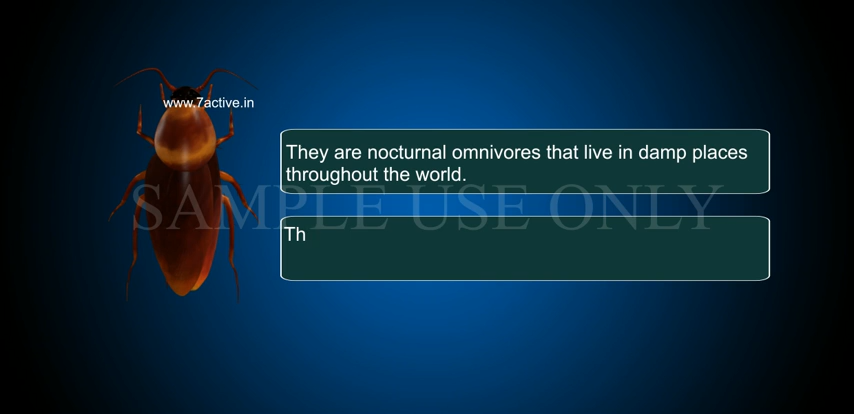 www.7active.in
They are nocturnal omnivores that live in damp places
throughout the world.
SAMPLE USE ONLY
Th